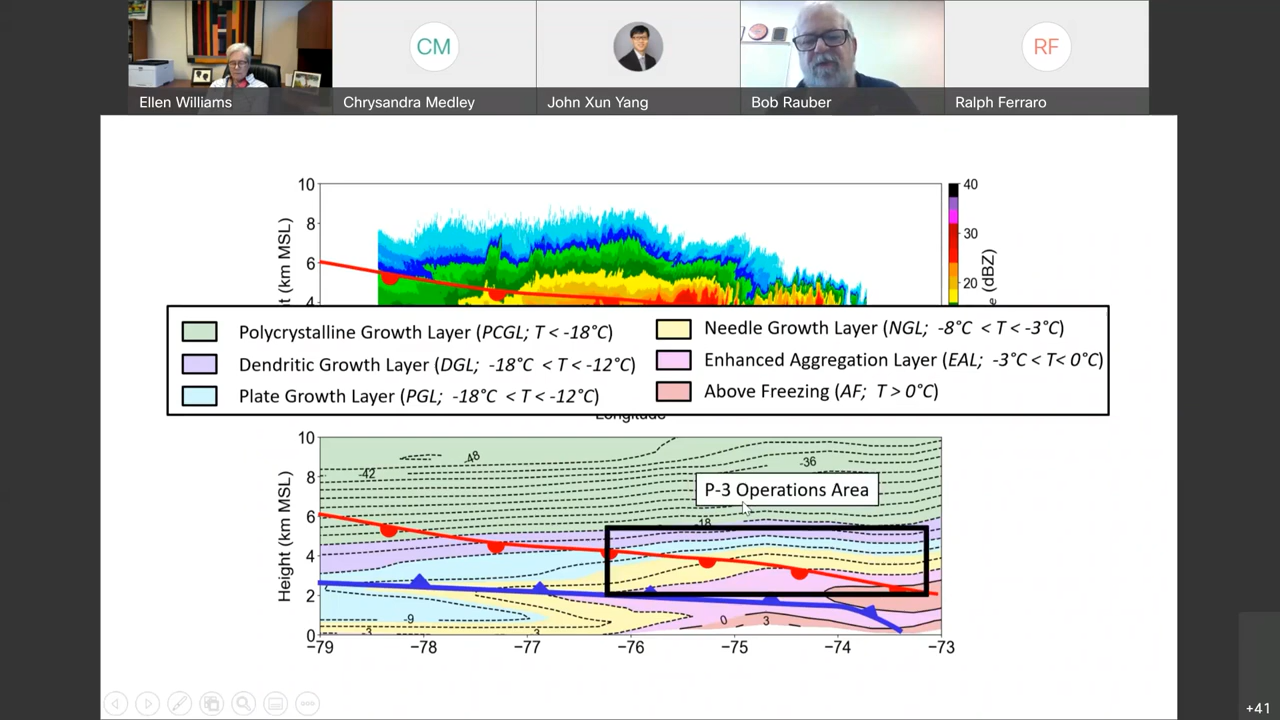 CM
RF
Ellen Williams
Chrysandra Medley
John Xun Yang
Bob Rauber
Ralph Ferraro
10
8
6
4
t (km MSL)
40
30
20
(dBZ)
Polycrystalline Growth Layer (PCGL; T < -18°C)
Dendritic Growth Layer (DGL; -18°C < T < -12°C)
Plate Growth Layer (PGL; -18°C < T < -12°C)
Needle Growth Layer (NGL; -8°C < T < -3°C)
Enhanced Aggregation Layer (EAL; -3°C < T< 0°C)
Above Freezing (AF; T > 0°C)
10
8
6
4
2
0
Height (km MSL)
-48
-42
-36
P-3 Operations Area
-18
-9
-3
3
0
3
−79
−78
−77
−76
−75
−74
−73
+41